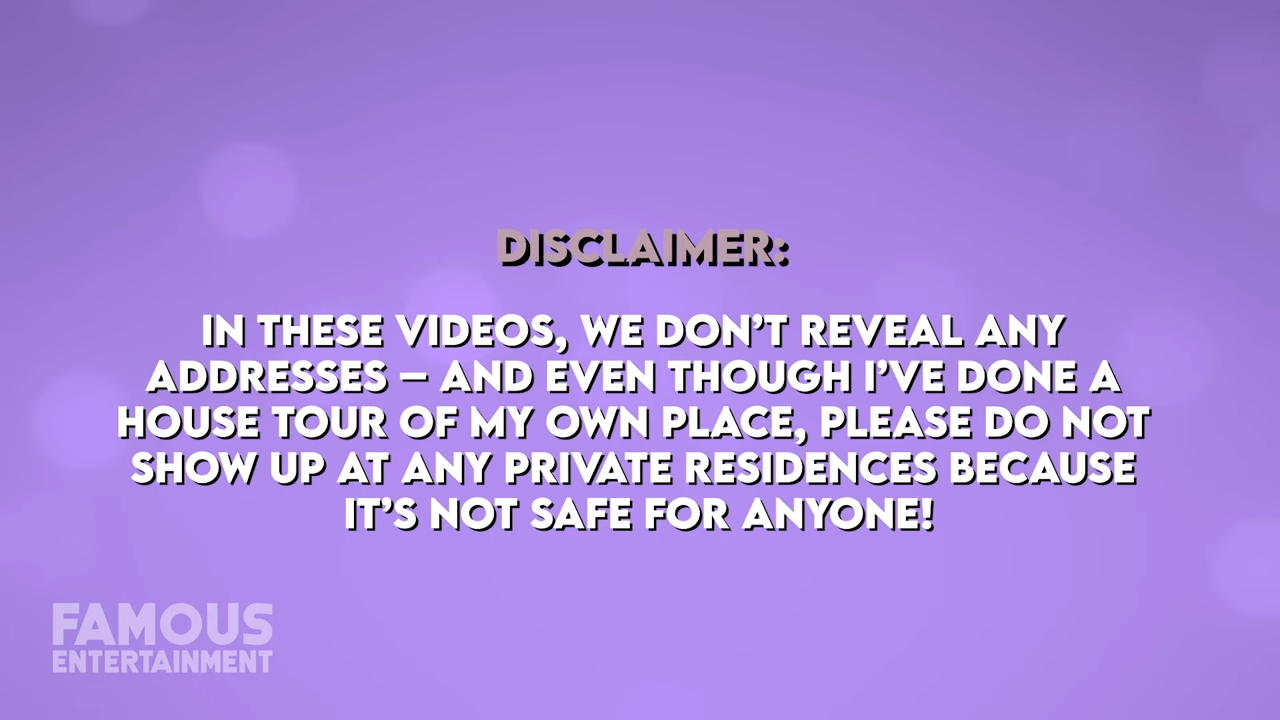 DISCLAIMER:
IN THESE VIDEOS, WE DON’T REVEAL ANY
ADDRESSES – AND EVEN THOUGH I’VE DONE A
HOUSE TOUR OF MY OWN PLACE, PLEASE DO NOT
SHOW UP AT ANY PRIVATE RESIDENCES BECAUSE
IT’S NOT SAFE FOR ANYONE!
FAMOUS
ENTERTAINMENT